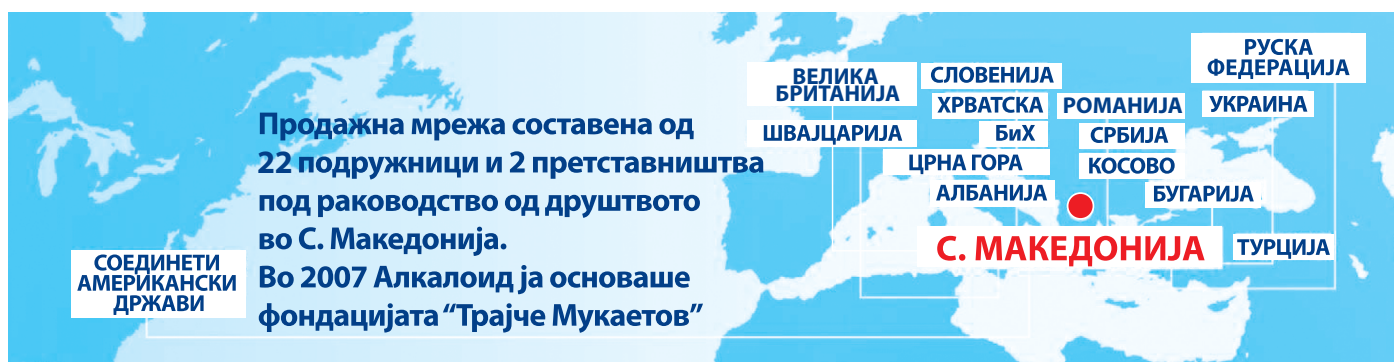 Продажна мрежа составена од
22 подружници и 2 претставништва
под раководство од друштвото
во С. Македонија.
Во 2007 Алкалоид ја основаше
фондацијата “Трајче Мукаетов”
СОЕДИНЕТИ
АМЕРИКАНСКИ
ДРЖАВИ
ВЕЛИКА
БРИТАНИЈА
ШВАЈЦАРИЈА
СЛОВЕНИЈА
ХРВАТСКА
БиХ
ЦРНА ГОРА
АЛБАНИЈА
РОМАНИЈА
СРБИЈА
КОСОВО
БУГАРИЈА
РУСКА
ФЕДЕРАЦИЈА
УКРАИНА
С. МАКЕДОНИЈА
ТУРЦИЈА